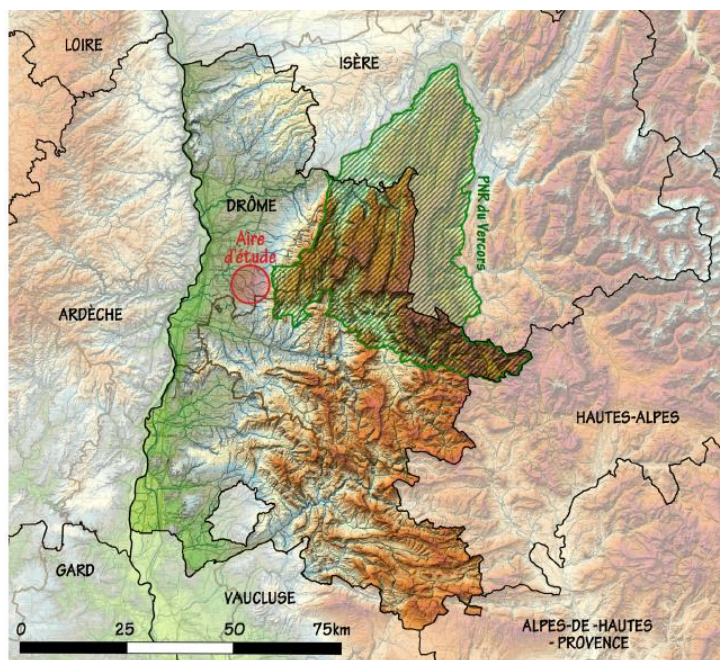 LOIRE
ISÈRE
DRÔME
Aire
d'étude
PNR du Vercors
ARDÈCHE
HAUTES-ALPES
GARD
VAUCLUSE
ALPES-DE-HAUTES
- PROVENCE
0 25 50 75km